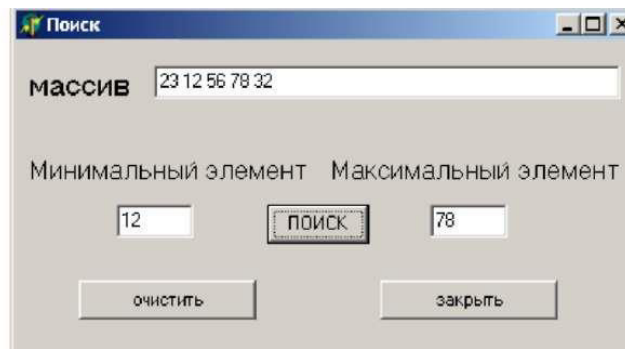 Поиск
массив 23 12 56 78 32
Минимальный элемент Максимальный элемент
12 поиск 78
очистить закрыть